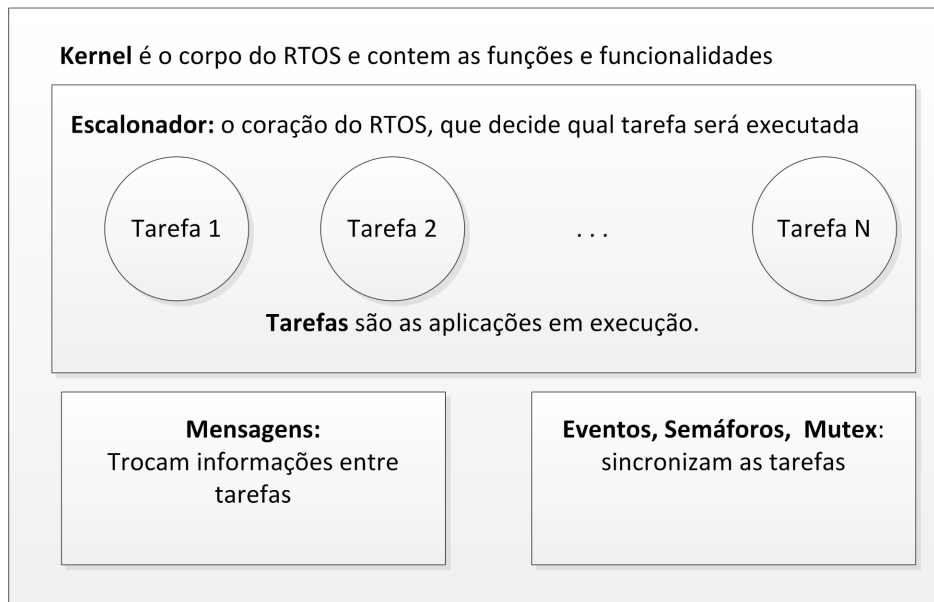 Kernel é o corpo do RTOS e contem as funções e funcionalidades
Escalonador: o coração do RTOS, que decide qual tarefa será executada
Tarefa 1
Tarefa 2
. . .
Tarefa N
Tarefas são as aplicações em execução.
Mensagens:
Trocam informações entre
tarefas
Eventos, Semáforos, Mutex:
sincronizam as tarefas